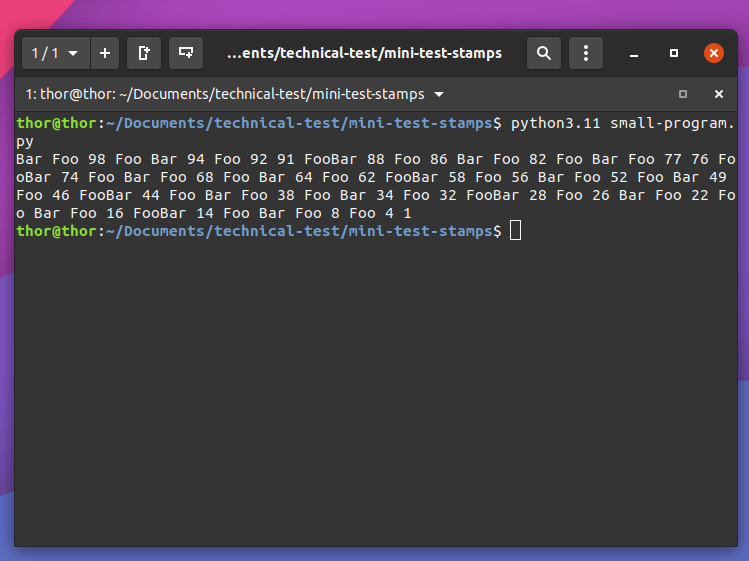 1 / 1
…ents/technical-test/mini-test-stamps
1: thor@thor: ~/Documents/technical-test/mini-test-stamps
thor@thor:~/Documents/technical-test/mini-test-stamps$ python3.11 small-program.
py
Bar Foo 98 Foo Bar 94 Foo 92 91 FooBar 88 Foo 86 Bar Foo 82 Foo Bar Foo 77 76 Fo
oBar 74 Foo Bar Foo 68 Foo Bar 64 Foo 62 FooBar 58 Foo 56 Bar Foo 52 Foo Bar 49
Foo 46 FooBar 44 Foo Bar Foo 38 Foo Bar 34 Foo 32 FooBar 28 Foo 26 Bar Foo 22 Fo
o Bar Foo 16 FooBar 14 Foo Bar Foo 8 Foo 4 1
thor@thor:~/Documents/technical-test/mini-test-stamps$